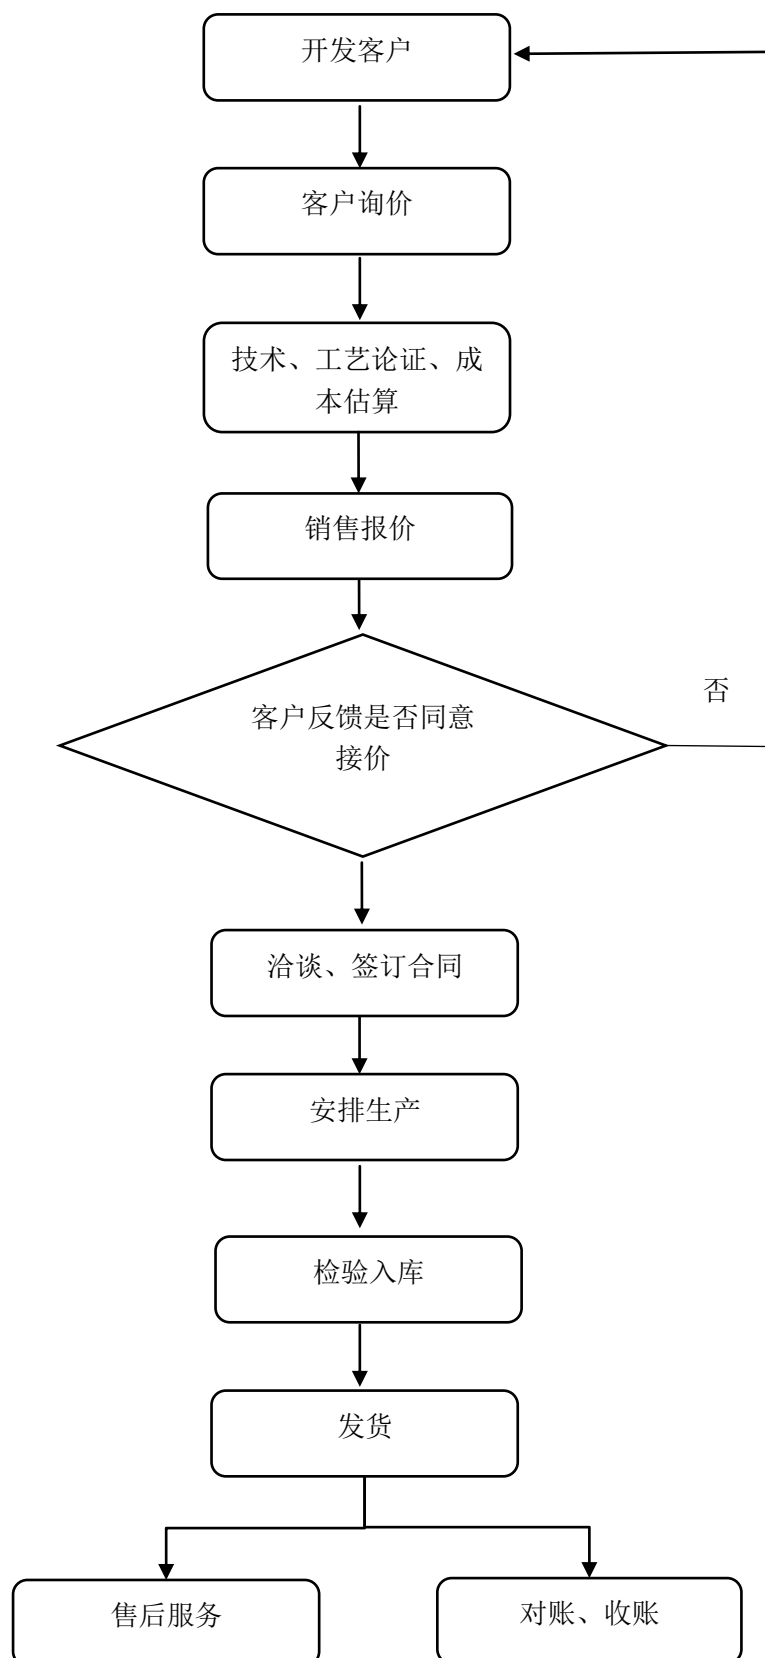 开发客户
客户询价
技术、工艺论证、成
本估算
销售报价
客户反馈是否同意
接价
否
洽谈、签订合同
安排生产
检验入库
发货
售后服务
对账、收账